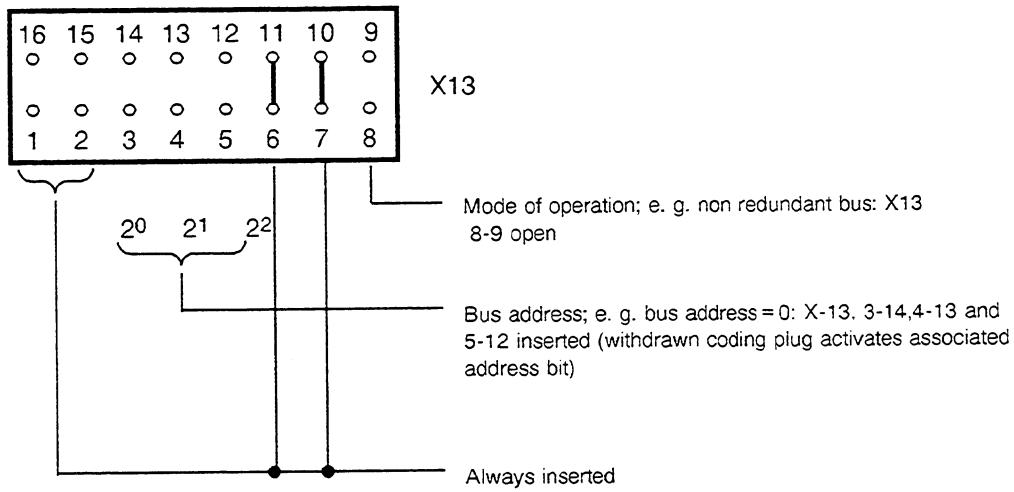 16 15 14 13 12 11 10 9
X13
1 2 3 4 5 6 7 8
Mode of operation; e. g. non redundant bus: X13
8-9 open
2⁰ 2¹ 2²
Bus address; e. g. bus address = 0: X-13. 3-14,4-13 and
5-12 inserted (withdrawn coding plug activates associated
address bit)
Always inserted